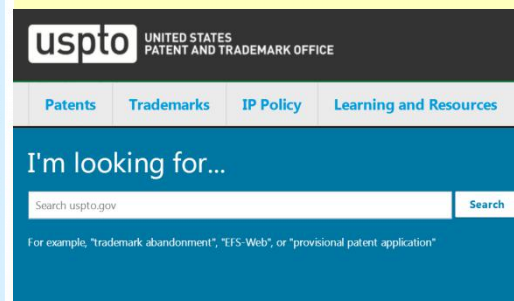 uspto UNITED STATES
PATENT AND TRADEMARK OFFICE
Patents Trademarks IP Policy Learning and Resources
I'm looking for...
Search uspto.gov Search
For example, "trademark abandonment", "EFS-Web", or "provisional patent application"